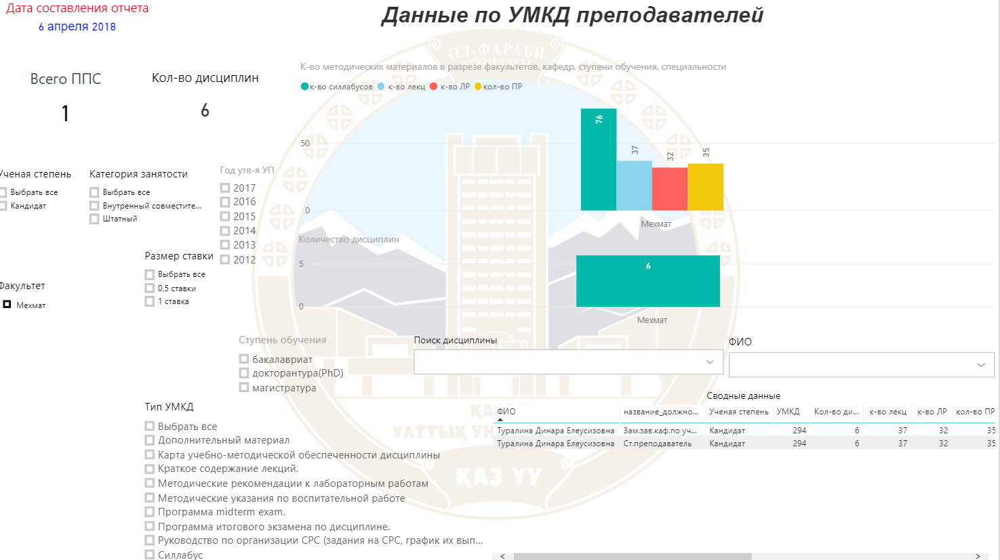 Дата составления отчета
6 апреля 2018
Данные по УМКД преподавателей
ӘЛ-ФАРАБИ
АТЫНДАҒЫ
Всего ППС
1
Кол-во дисциплин
6
К-во методических материалов в разрезе факультетов, кафедр, ступени обучения, специальности
к-во силлабусов к-во лекц к-во ЛР кол-во ПР
50
0
76
37
32
35
Мехмат
Ученая степень
Выбрать все
Кандидат
Категория занятости
Выбрать все
Внутренный совместите...
Штатный
Год утв-я УП
2017
2016
2015
2014
2013
2012
Размер ставки
Выбрать все
0,5 ставки
1 ставка
Факультет
Мехмат
Количество дисциплин
5
0
6
Мехмат
Ступень обучения
бакалавриат
докторантура(PhD)
магистратура
Поиск дисциплины
ФИО
Тип УМКД
Выбрать все
Дополнительный материал
Карта учебно-методической обеспеченности дисциплины
Краткое содержание лекций.
Методические рекомендации к лабораторным работам
Методические указания по воспитательной работе
Программа midterm exam.
Программа итогового экзамена по дисциплине.
Руководство по организации СРС (задания на СРС, график их вып...
Силлабус
Сводные данные
ФИО название_должно... Ученая степень УМКД Кол-во ди... к-во лекц к-во ЛР кол-во ПР
Туралина Динара Елеусизовна Зам.зав.каф.по уч... Кандидат 294 6 37 32 35
Туралина Динара Елеусизовна Ст.преподаватель Кандидат 294 6 37 32 35
ҰЛТТЫҚ
ҚАЗ ҰУ